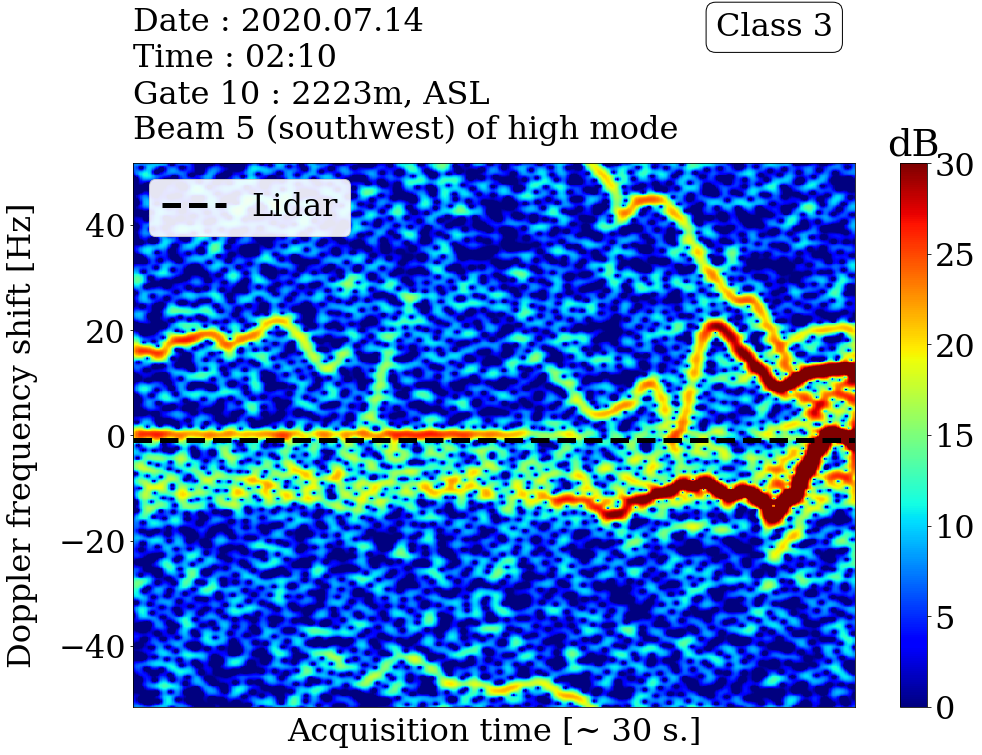 Date : 2020.07.14
Time : 02:10
Gate 10 : 2223m, ASL
Beam 5 (southwest) of high mode
Class 3
dB
Lidar
Doppler frequency shift [Hz]
40
20
0
−20
−40
30
25
20
15
10
5
0
Acquisition time [~ 30 s.]